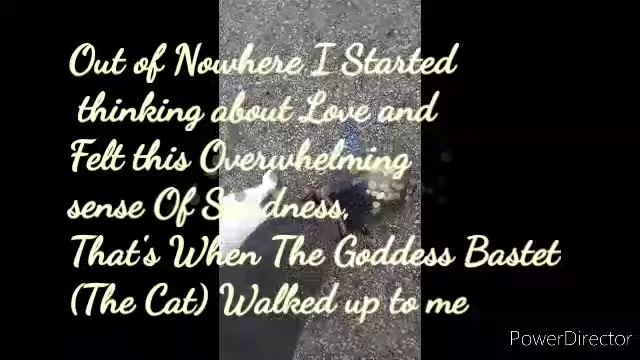 Out of Nowhere I Started
thinking about Love and
Felt this Overwhelming
sense Of Saddness,
That's When The Goddess Bastet
(The Cat) Walked up to me
PowerDirector